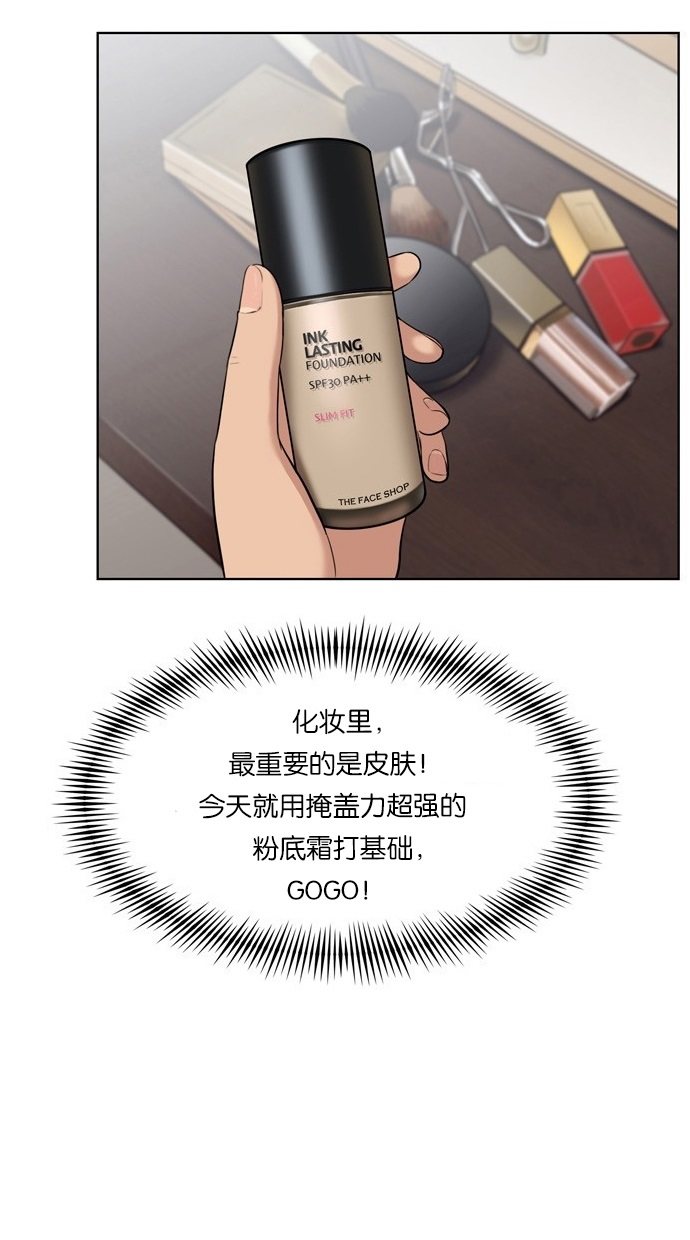 INK
LASTING
FOUNDATION
SPF30 PA++
SLIM FIT
THE FACE SHOP
化妆里，
最重要的是皮肤！
今天就用掩盖力超强的
粉底霜打基础，
GOGO！